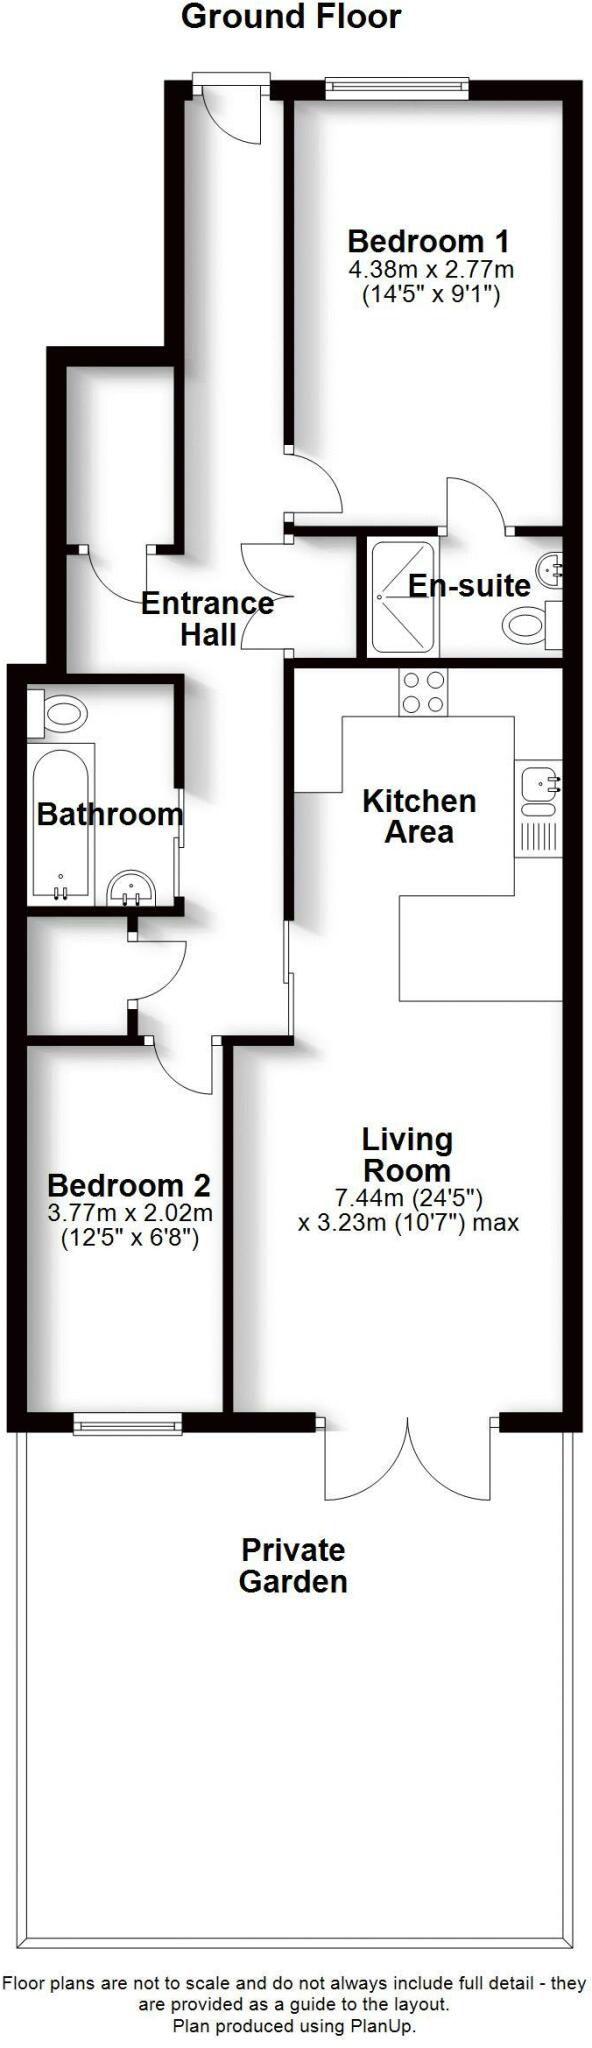 Ground Floor
Bedroom 1
4.38m x 2.77m
(14'5" x 9'1")
En-suite
Entrance
Hall
Kitchen
Area
Bathroom
Living
Room
7.44m (24'5")
x 3.23m (10'7") max
Bedroom 2
3.77m x 2.02m
(12'5" x 6'8")
Private
Garden
Floor plans are not to scale and do not always include full detail - they
are provided as a guide to the layout.
Plan produced using PlanUp.